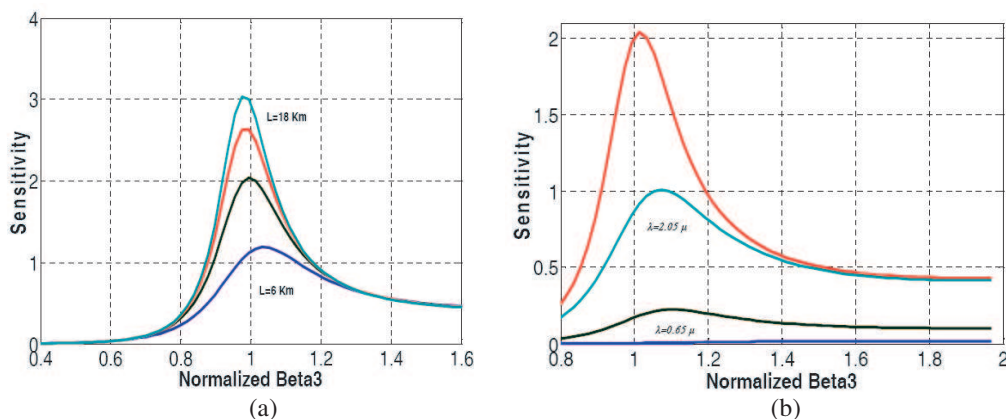 4
3
2
1
0
0.4 0.6 0.8 1 1.2 1.4 1.6
Sensitivity
Normalized Beta3
L=18 Km
L=6 Km
(a)
2
1.5
1
0.5
0
0.8 1 1.2 1.4 1.6 1.8 2
Sensitivity
Normalized Beta3
λ=2.05 μ
λ=0.65 μ
(b)